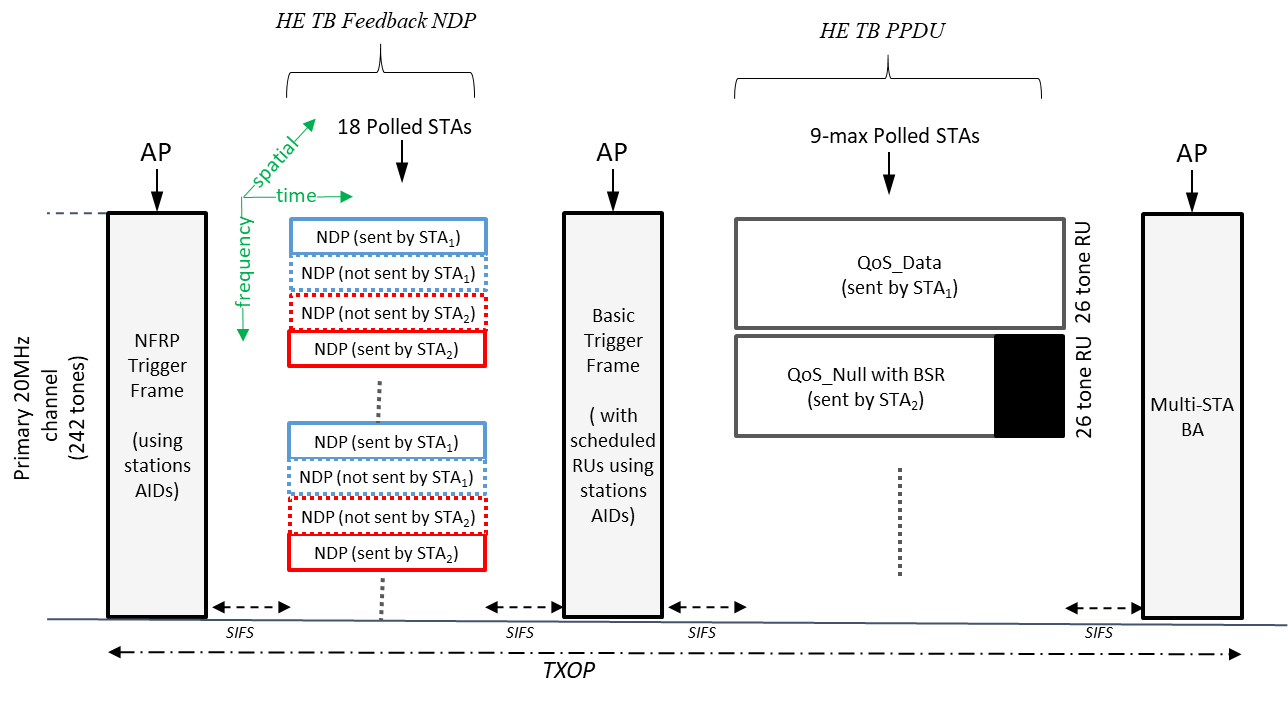 HE TB Feedback NDP
HE TB PPDU
18 Polled STAs
9-max Polled STAs
AP
AP
AP
spatial
time
frequency
Primary 20MHz
channel
(242 tones)
NFRP
Trigger
Frame
(using
stations
AIDs)
NDP (sent by STA1)
NDP (not sent by STA1)
NDP (not sent by STA2)
NDP (sent by STA2)
NDP (sent by STA1)
NDP (not sent by STA1)
NDP (not sent by STA2)
NDP (sent by STA2)
Basic
Trigger
Frame
( with
scheduled
RUs using
stations
AIDs)
QoS_Data
(sent by STA1)
26 tone RU
QoS_Null with BSR
(sent by STA2)
26 tone RU
Multi-STA
BA
SIFS
SIFS
SIFS
SIFS
TXOP